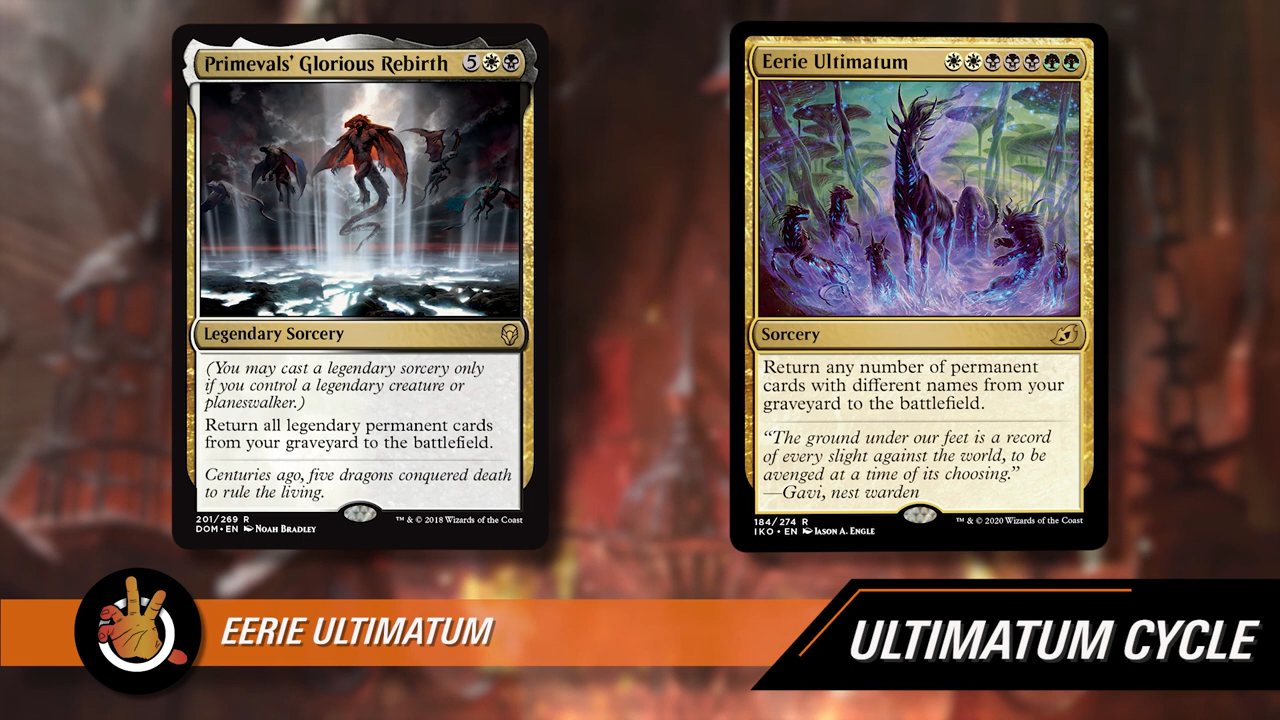 Primevals' Glorious Rebirth 5
Legendary Sorcery
(You may cast a legendary sorcery only
if you control a legendary creature or
planeswalker.)
Return all legendary permanent cards
from your graveyard to the battlefield.
Centuries ago, five dragons conquered death
to rule the living.
201/269 R
DOM • EN Noah Bradley
™ & © 2018 Wizards of the Coast
Eerie Ultimatum
Sorcery
Return any number of permanent
cards with different names from your
graveyard to the battlefield.
“The ground under our feet is a record
of every slight against the world, to be
avenged at a time of its choosing.”
—Gavi, nest warden
184/274 R
IKO • EN Jason A. Engle
™ & © 2020 Wizards of the Coast
EERIE ULTIMATUM
ULTIMATUM CYCLE